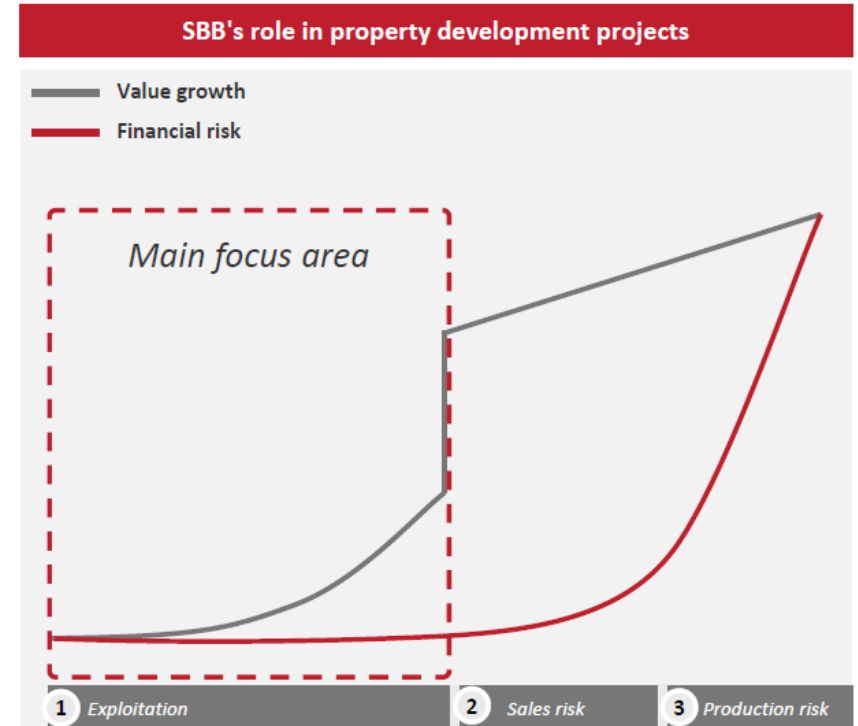 SBB's role in property development projects
Value growth
Financial risk
Main focus area
1 Exploitation
2 Sales risk
3 Production risk